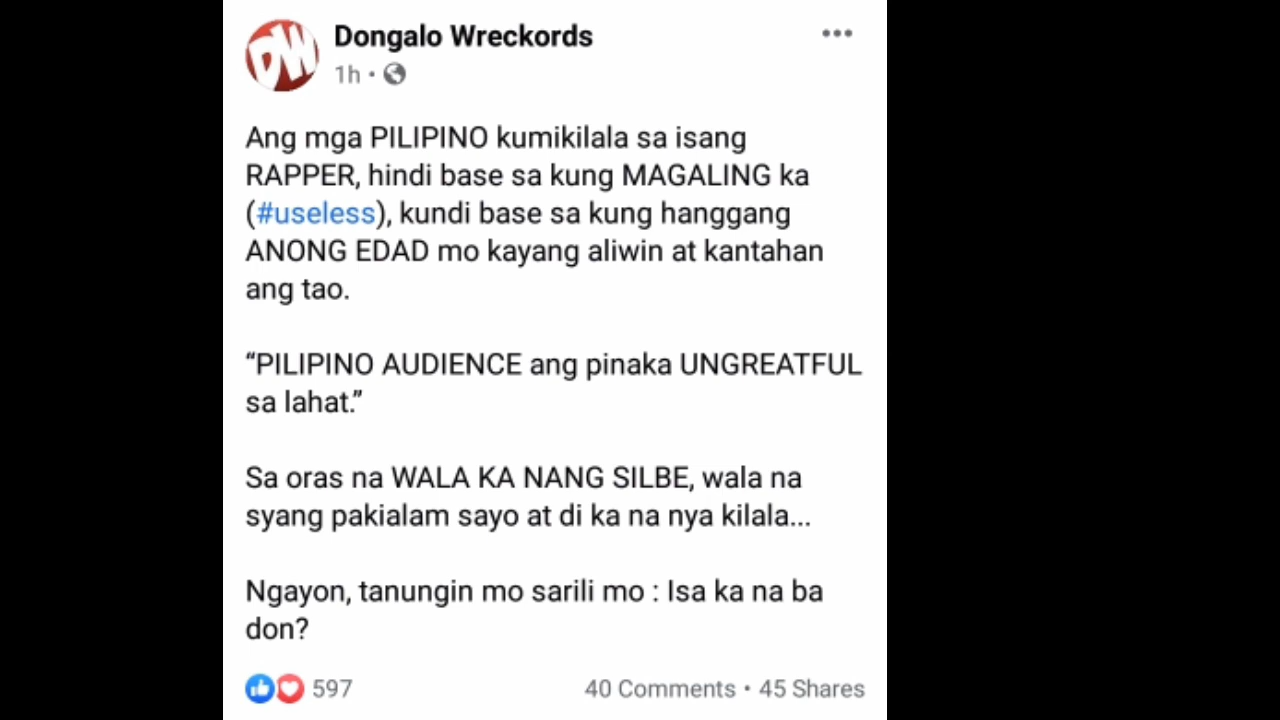 DW
Dongalo Wreckords
1h •
Ang mga PILIPINO kumikilala sa isang
RAPPER, hindi base sa kung MAGALING ka
(#useless), kundi base sa kung hanggang
ANONG EDAD mo kayang aliwin at kantahan
ang tao.
“PILIPINO AUDIENCE ang pinaka UNGREATFUL
sa lahat.”
Sa oras na WALA KA NANG SILBE, wala na
syang pakialam sayo at di ka na nya kilala...
Ngayon, tanungin mo sarili mo : Isa ka na ba
don?
597 40 Comments • 45 Shares